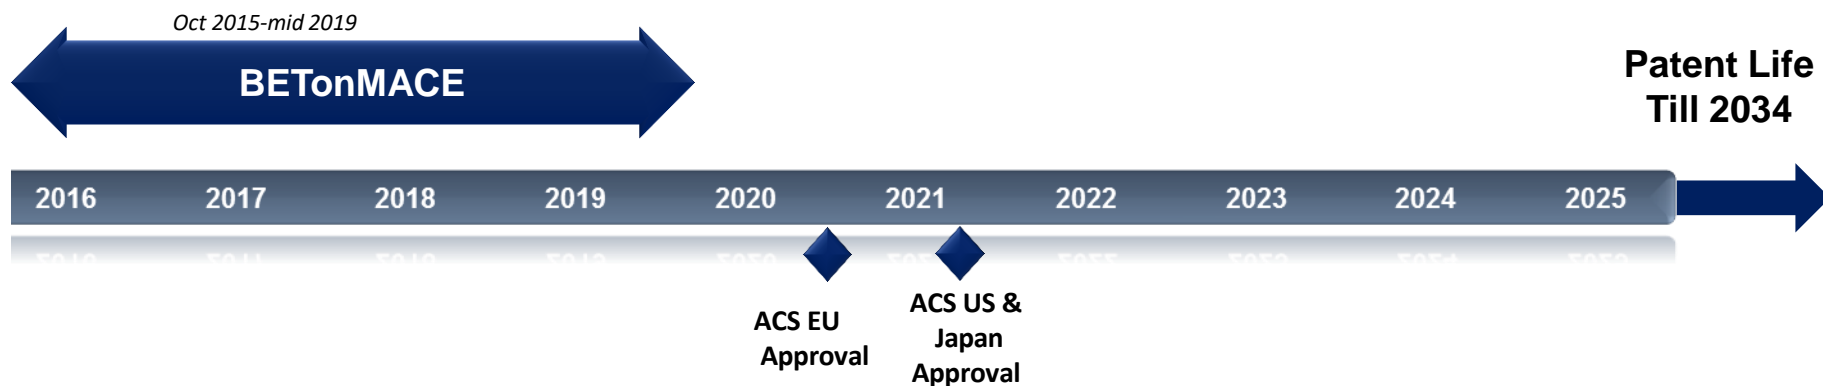 Oct 2015-mid 2019
BETonMACE
Patent Life
Till 2034
2016 2017 2018 2019 2020 2021 2022 2023 2024 2025
ACS EU
Approval
ACS US &
Japan
Approval